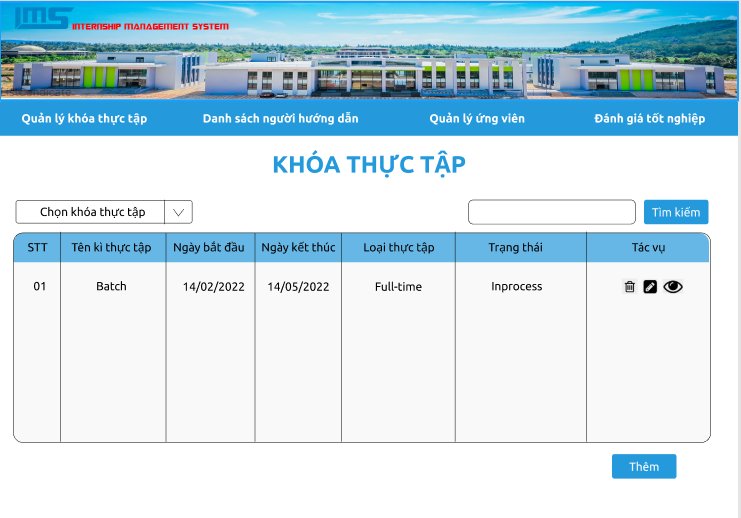 IMS INTERNSHIP MANAGEMENT SYSTEM
Quản lý khóa thực tập Danh sách người hướng dẫn Quản lý ứng viên Đánh giá tốt nghiệp
KHÓA THỰC TẬP
Chọn khóa thực tập Tìm kiếm
STT Tên kì thực tập Ngày bắt đầu Ngày kết thúc Loại thực tập Trạng thái Tác vụ
01 Batch 14/02/2022 14/05/2022 Full-time Inprocess
Thêm